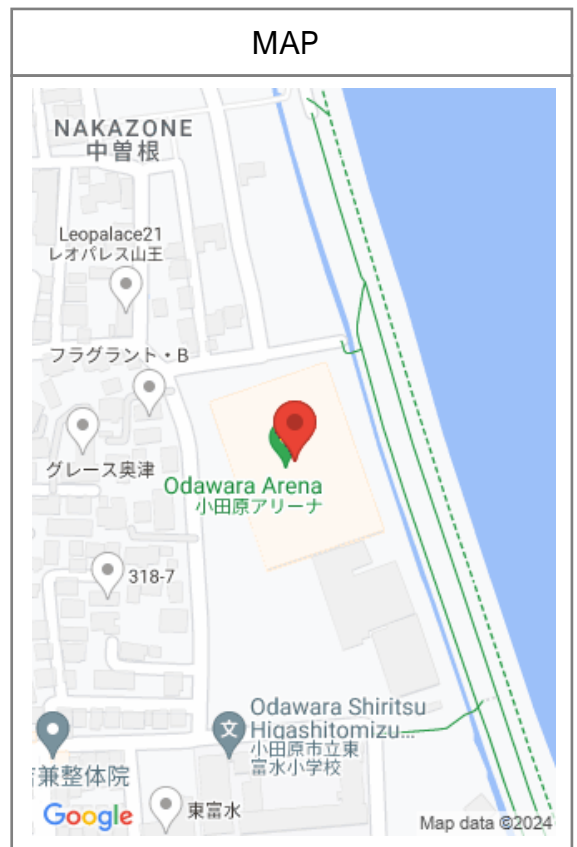 MAP
NAKAZONE
中曽根
Leopalace21
レオパレス山王
フラグラント・B
グレース奥津
Odawara Arena
小田原アリーナ
318-7
Odawara Shiritsu
Higashitomizu...
小田原市立東
富水小学校
文
兼整体院
東富水
Google
Map data ©2024